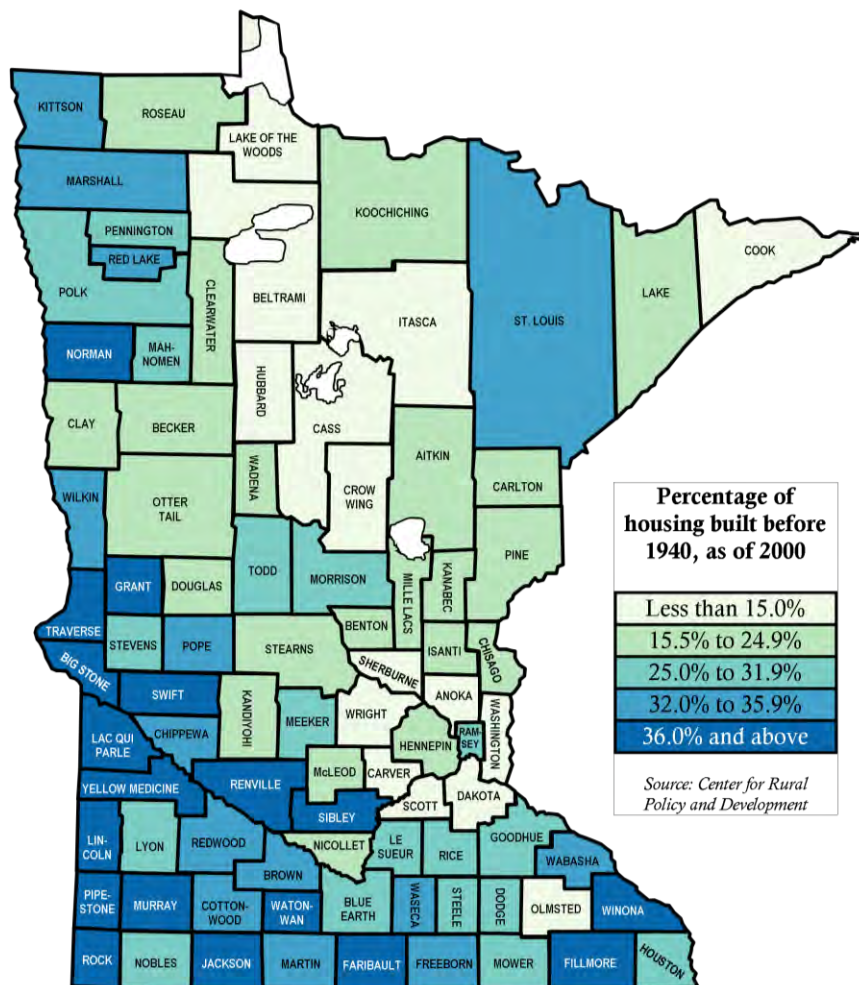 KITTSON
ROSEAU
LAKE OF THE
WOODS
MARSHALL
KOOCHICHING
PENNINGTON
RED LAKE
POLK
CLEARWATER
BELTRAMI
ITASCA
ST. LOUIS
LAKE
COOK
NORMAN
MAH-
NOMEN
HUBBARD
CASS
CLAY
BECKER
WADENA
AITKIN
CARLTON
WILKIN
OTTER
TAIL
CROW
WING
PINE
GRANT
DOUGLAS
TODD
MORRISON
MILLE LACS
KANABEC
TRAVERSE
STEVENS
POPE
STEARNS
BENTON
ISANTI
CHISAGO
BIG STONE
SWIFT
KANDIYOHI
SHERBURNE
ANOKA
WASHINGTON
LAC QUI
PARLE
CHIPPEWA
MEEKER
WRIGHT
HENNEPIN
RAM-
SEY
YELLOW MEDICINE
RENVILLE
McLEOD
CARVER
SCOTT
DAKOTA
SIBLEY
LIN-
COLN
LYON
REDWOOD
NICOLLET
LE
SUEUR
RICE
GOODHUE
WABASHA
BROWN
PIPE-
STONE
MURRAY
COTTON-
WOOD
WATON-
WAN
BLUE
EARTH
WASECA
STEELE
DODGE
OLMSTED
WINONA
ROCK
NOBLES
JACKSON
MARTIN
FARIBAULT
FREEBORN
MOWER
FILLMORE
HOUSTON
Percentage of
housing built before
1940, as of 2000
Less than 15.0%
15.5% to 24.9%
25.0% to 31.9%
32.0% to 35.9%
36.0% and above
Source: Center for Rural
Policy and Development